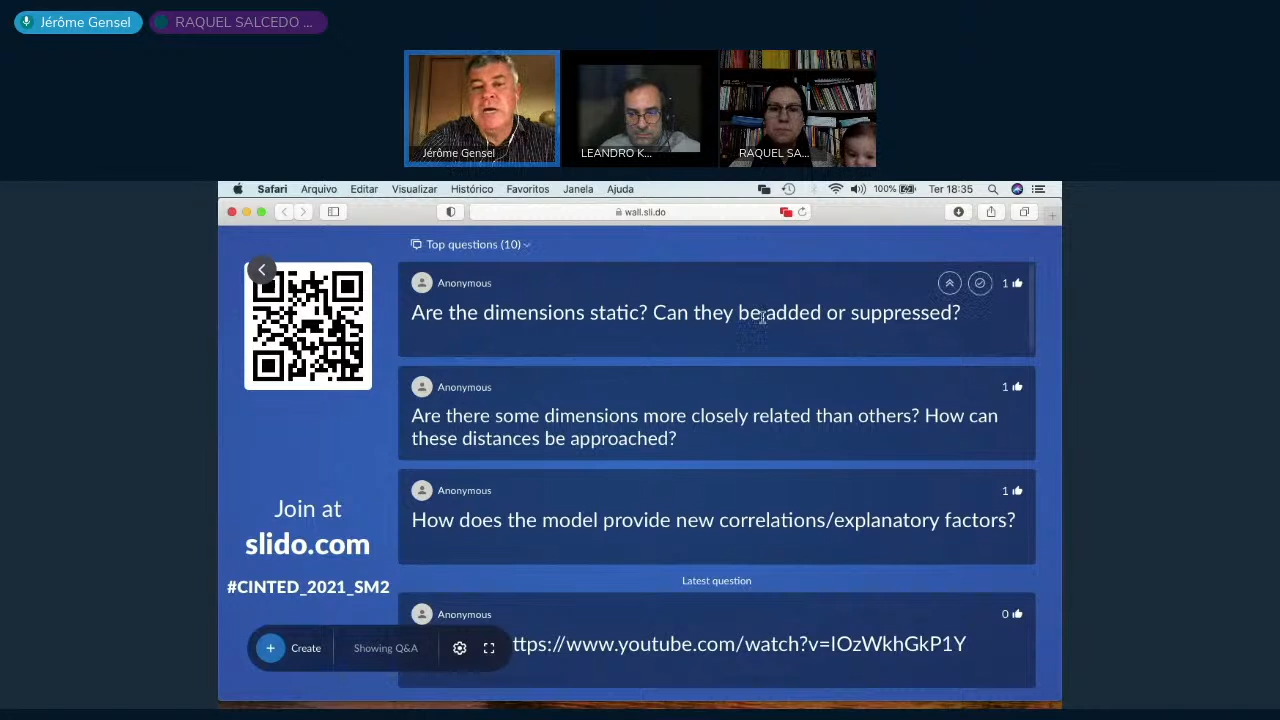 Jérôme Gensel
RAQUEL SALCEDO ...
Jérôme Gensel
LEANDRO K...
RAQUEL SA...
Safari Arquivo Editar Visualizar Histórico Favoritos Janela Ajuda 100% Ter 18:35
wall.sli.do
Top questions (10)
Anonymous
1
Are the dimensions static? Can they be added or suppressed?
Anonymous
1
Are there some dimensions more closely related than others? How can
these distances be approached?
Anonymous
1
How does the model provide new correlations/explanatory factors?
Latest question
Anonymous
0
ttps://www.youtube.com/watch?v=IOzWkhGkP1Y
Join at
slido.com
#CINTED_2021_SM2
Create
Showing Q&A